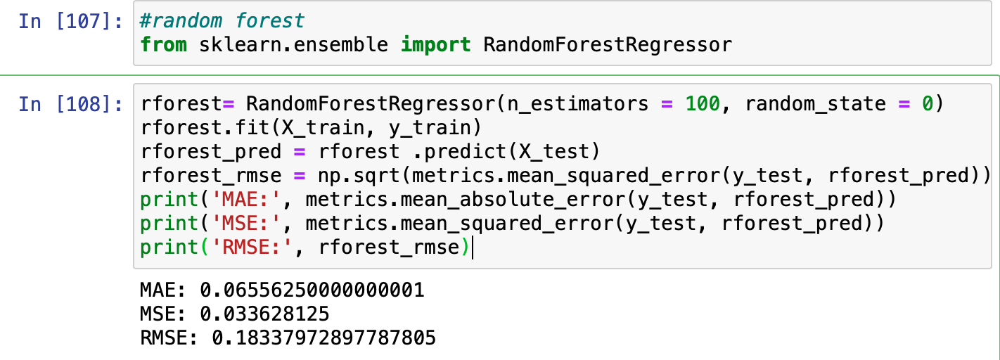 In [107]: #random forest
from sklearn.ensemble import RandomForestRegressor
In [108]: rforest= RandomForestRegressor(n_estimators = 100, random_state = 0)
rforest.fit(X_train, y_train)
rforest_pred = rforest .predict(X_test)
rforest_rmse = np.sqrt(metrics.mean_squared_error(y_test, rforest_pred))
print('MAE:', metrics.mean_absolute_error(y_test, rforest_pred))
print('MSE:', metrics.mean_squared_error(y_test, rforest_pred))
print('RMSE:', rforest_rmse)
MAE: 0.06556250000000001
MSE: 0.033628125
RMSE: 0.18337972897787805